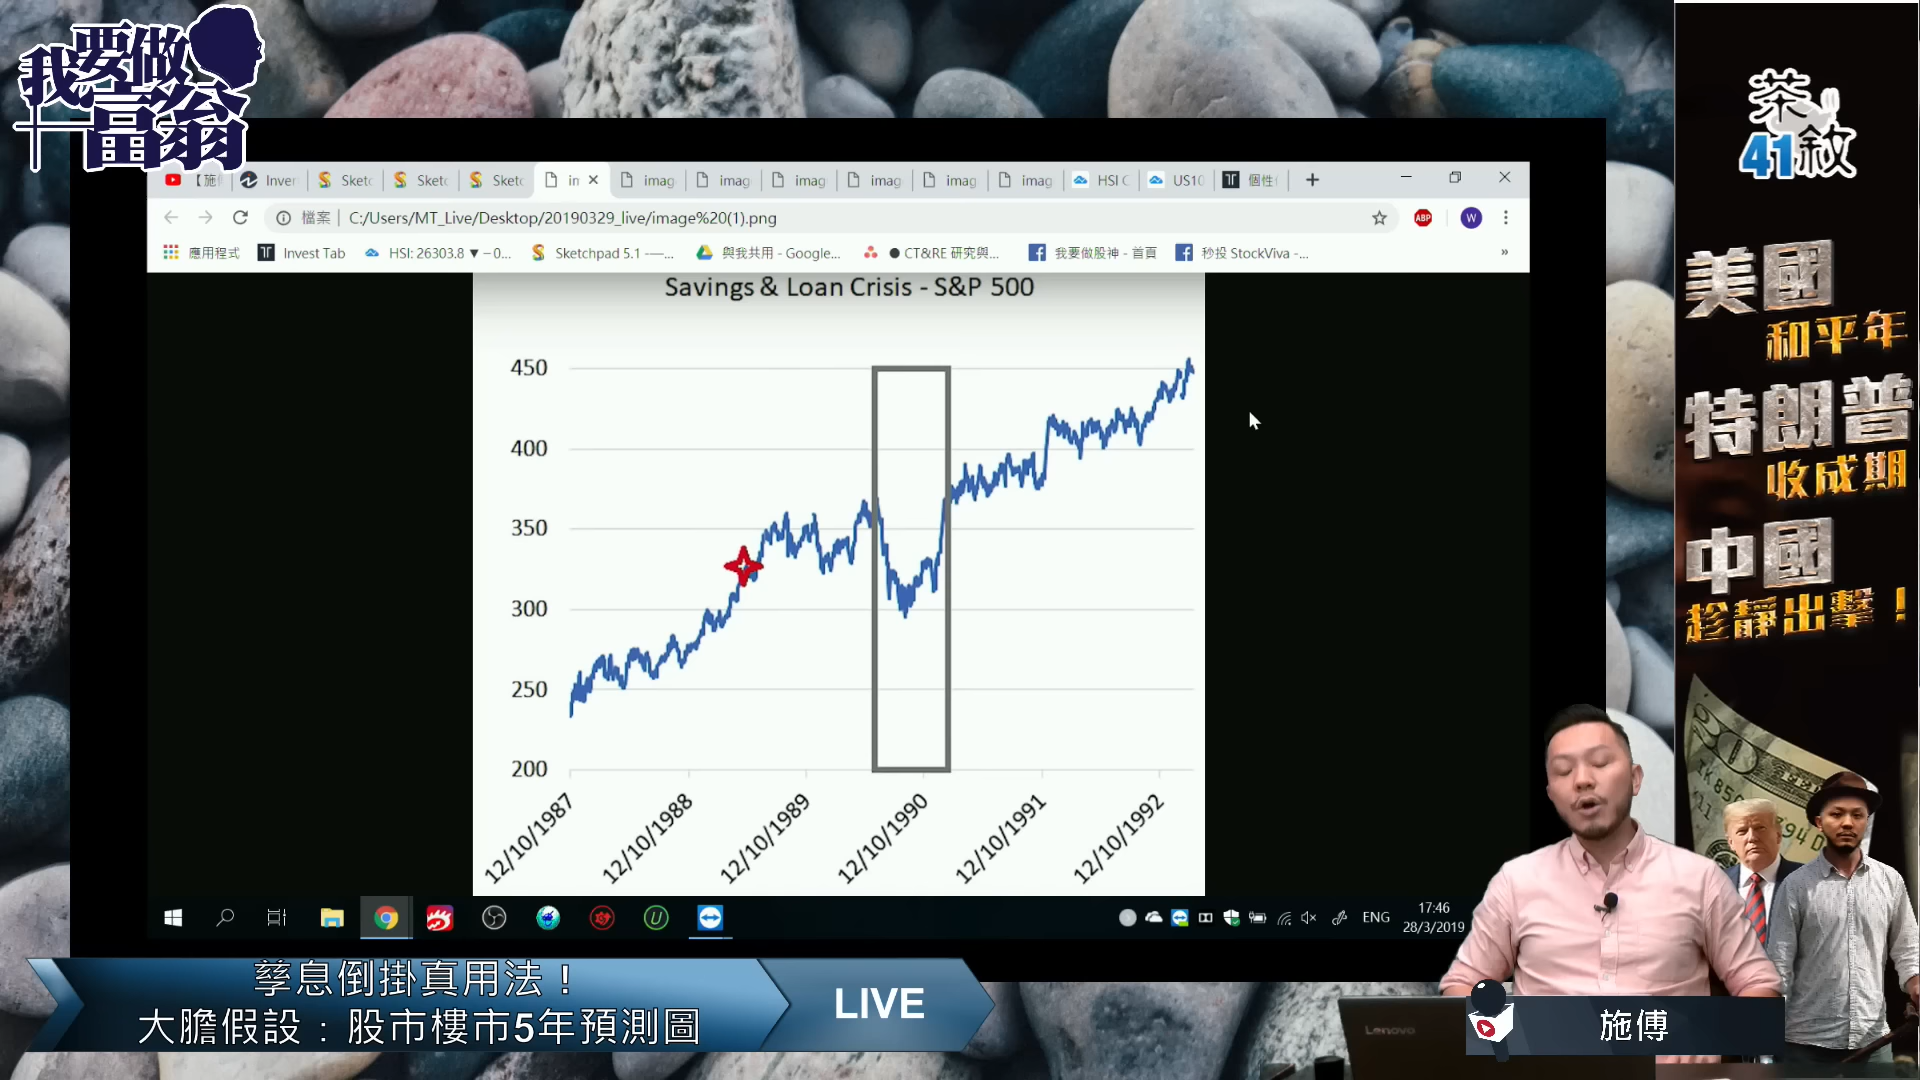 我要做
富翁
茶
41敘
【施
Inver
Sketc
Sketc
Sketc
in
imag
imag
imag
imag
imag
imag
HSI C
US10
個性
檔案
C:/Users/MT_Live/Desktop/20190329_live/image%20(1).png
ABP
W
應用程式
Invest Tab
HSI: 26303.8 ▼ – 0...
Sketchpad 5.1 -—...
與我共用 - Google...
● CT&RE 研究與...
我要做股神 - 首頁
秒投 StockViva -...
»
Savings & Loan Crisis - S&P 500
450
400
350
300
250
200
12/10/1987
12/10/1988
12/10/1989
12/10/1990
12/10/1991
12/10/1992
美國
和平年
特朗普
收成期
中國
趁靜出擊！
ENG
17:46
28/3/2019
孳息倒掛真用法！
大膽假設：股市樓市5年預測圖
LIVE
Lenovo
施傅